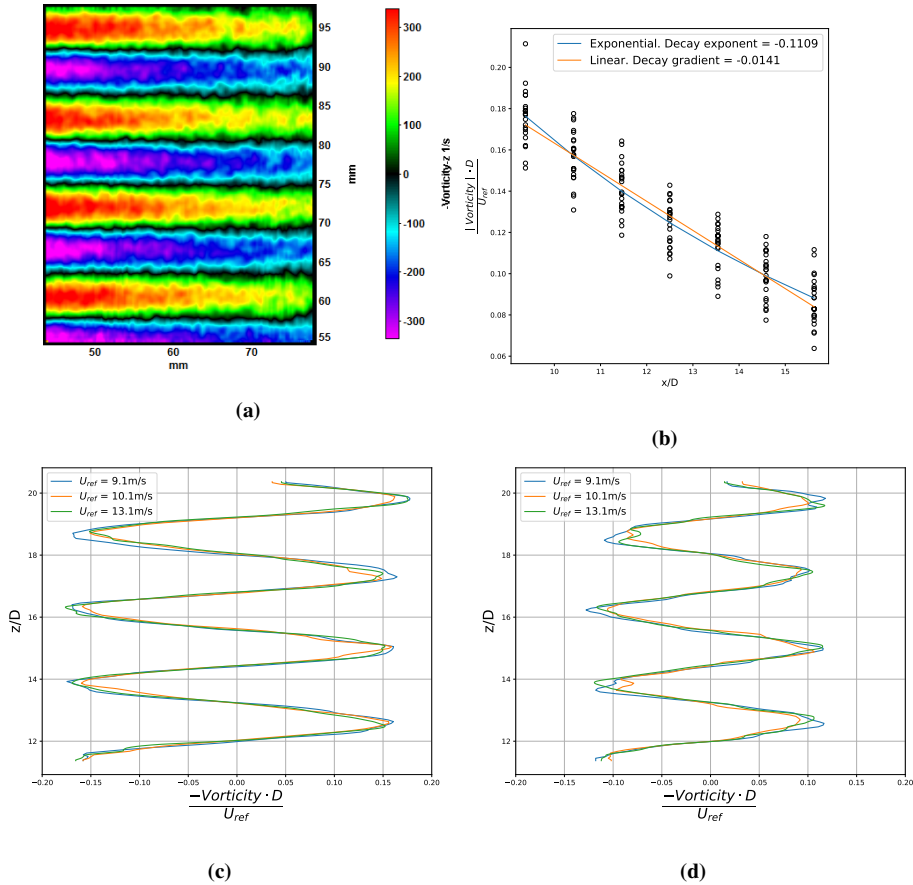 95
90
85
80
75
70
65
60
55
mm
50
60
70
mm
300
200
100
0
-100
-200
-300
-Vorticity-z 1/s
(a)
Exponential. Decay exponent = -0.1109
Linear. Decay gradient = -0.0141
0.20
0.18
0.16
0.14
0.12
0.10
0.08
0.06
| Vorticity | • D
U_ref
10
11
12
13
14
15
x/D
(b)
U_ref = 9.1m/s
U_ref = 10.1m/s
U_ref = 13.1m/s
20
18
16
14
12
z/D
−0.20 −0.15 −0.10 −0.05 0.00 0.05 0.10 0.15 0.20
−Vorticity · D
U_ref
(c)
U_ref = 9.1m/s
U_ref = 10.1m/s
U_ref = 13.1m/s
20
18
16
14
12
z/D
−0.20 −0.15 −0.10 −0.05 0.00 0.05 0.10 0.15 0.20
−Vorticity · D
U_ref
(d)